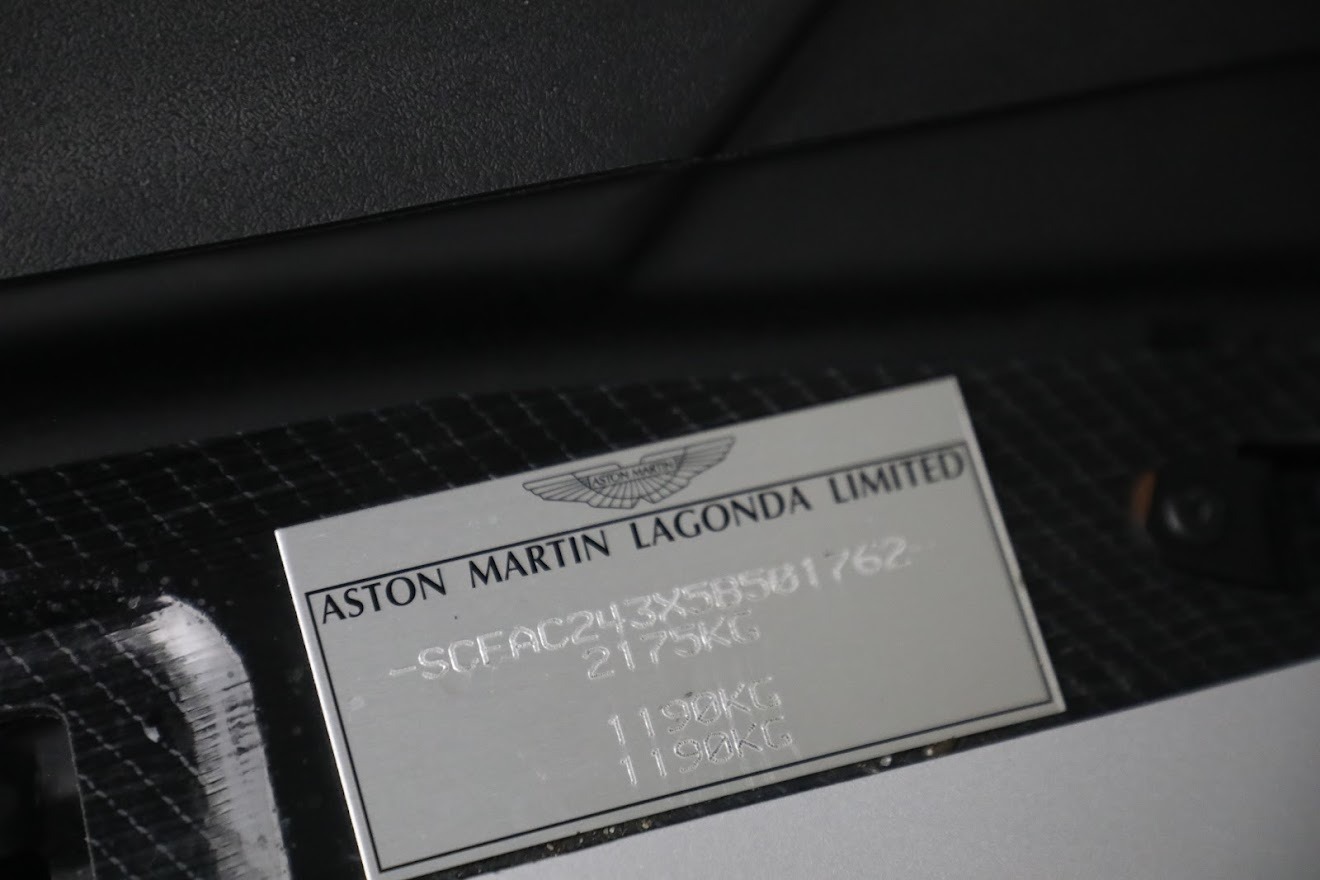 ASTON MARTIN
ASTON MARTIN LAGONDA LIMITED
-SCFAC243X5B501762-
2175KG
1190KG
1190KG